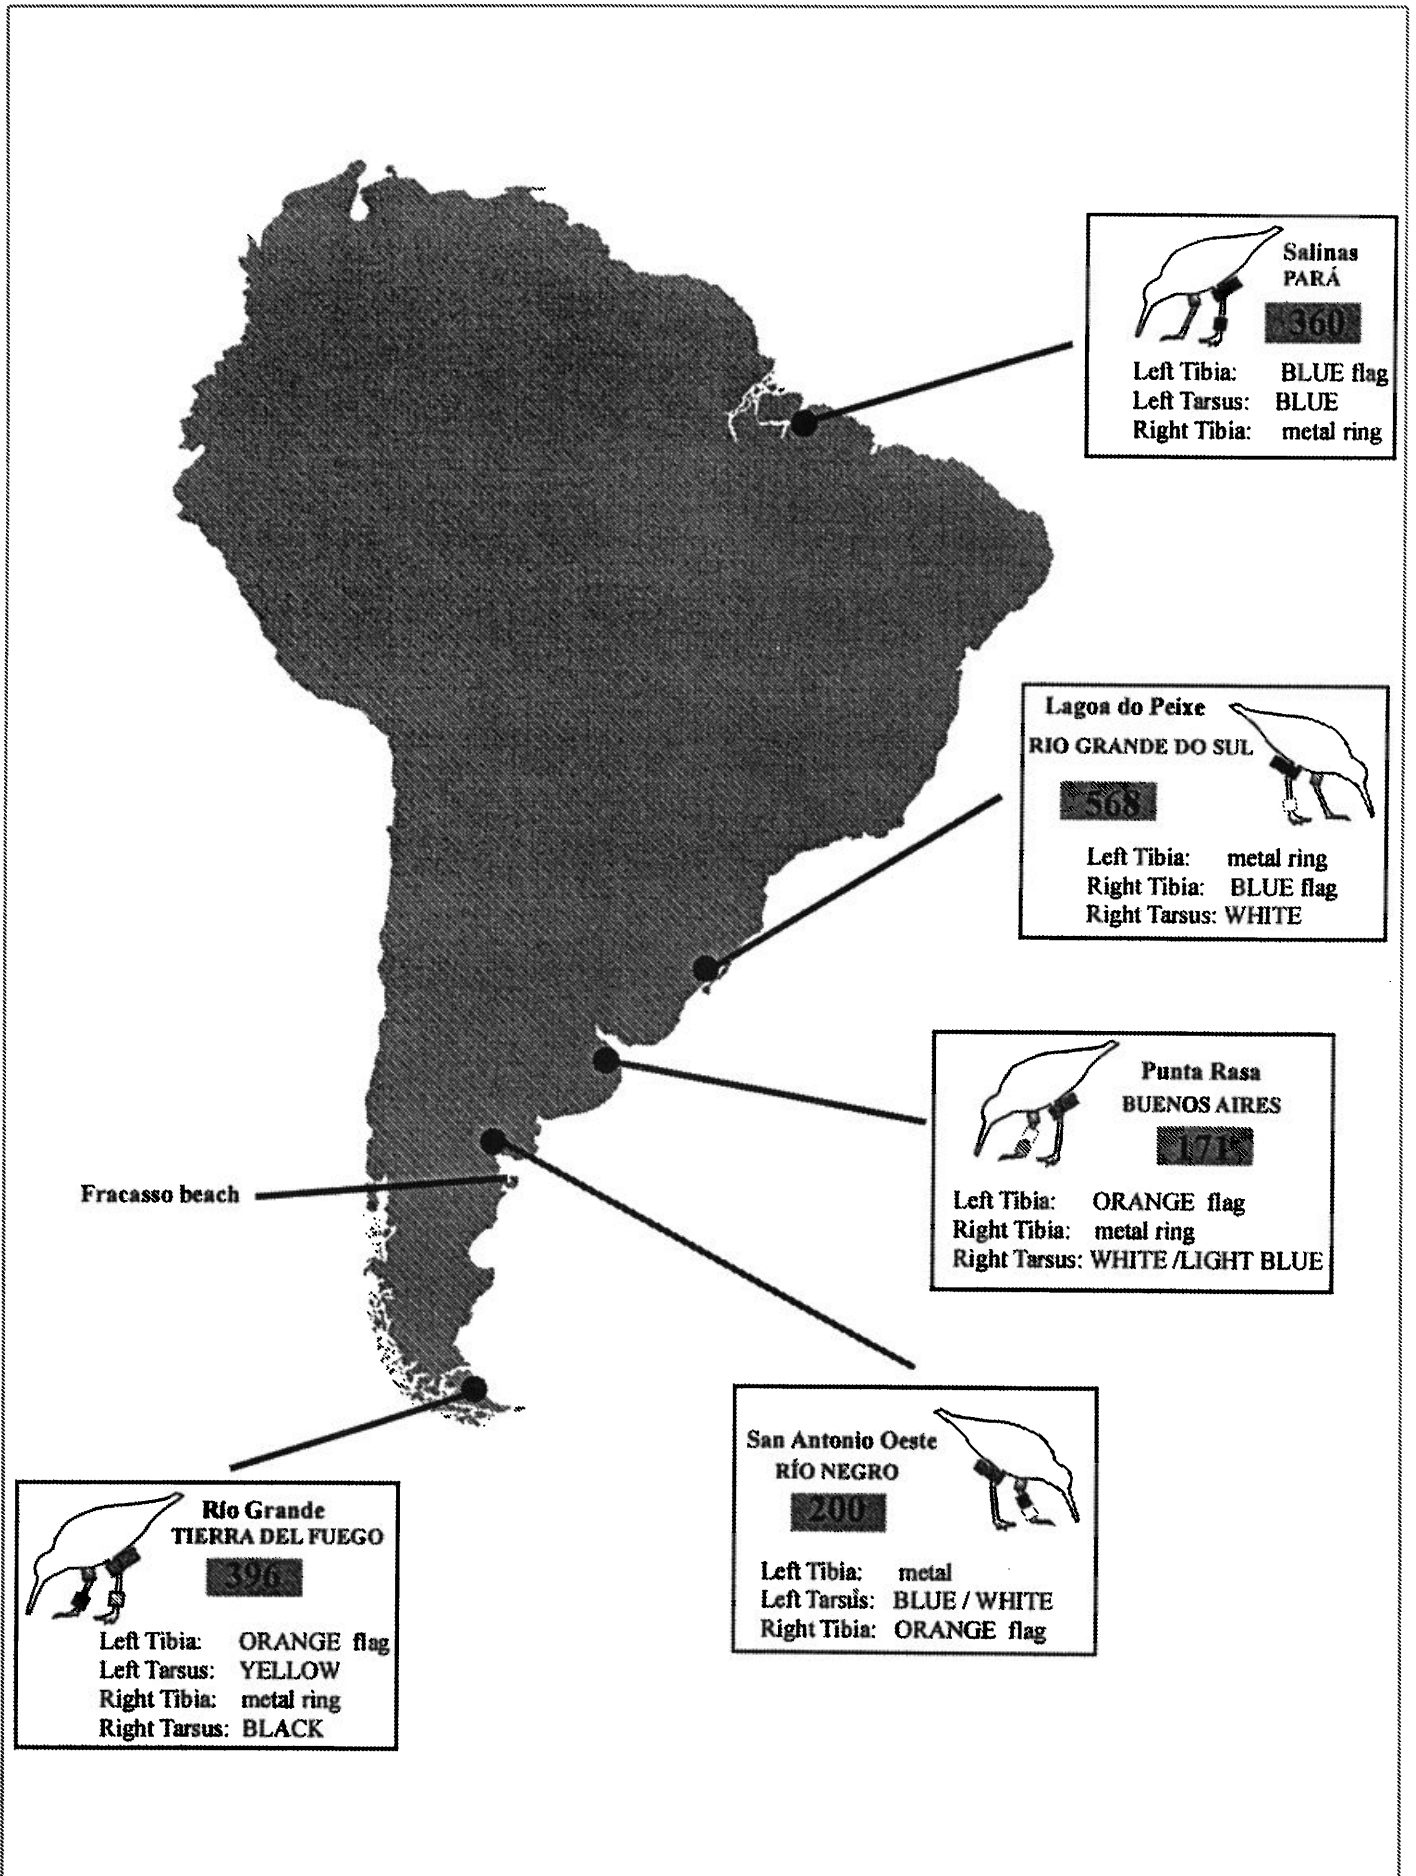 Salinas
PARÁ
360
Left Tibia: BLUE flag
Left Tarsus: BLUE
Right Tibia: metal ring
Lagoa do Peixe
RIO GRANDE DO SUL
568
Left Tibia: metal ring
Right Tibia: BLUE flag
Right Tarsus: WHITE
Punta Rasa
BUENOS AIRES
171
Left Tibia: ORANGE flag
Right Tibia: metal ring
Right Tarsus: WHITE /LIGHT BLUE
Fracasso beach
San Antonio Oeste
RÍO NEGRO
200
Left Tibia: metal
Left Tarsus: BLUE / WHITE
Right Tibia: ORANGE flag
Río Grande
TIERRA DEL FUEGO
396
Left Tibia: ORANGE flag
Left Tarsus: YELLOW
Right Tibia: metal ring
Right Tarsus: BLACK